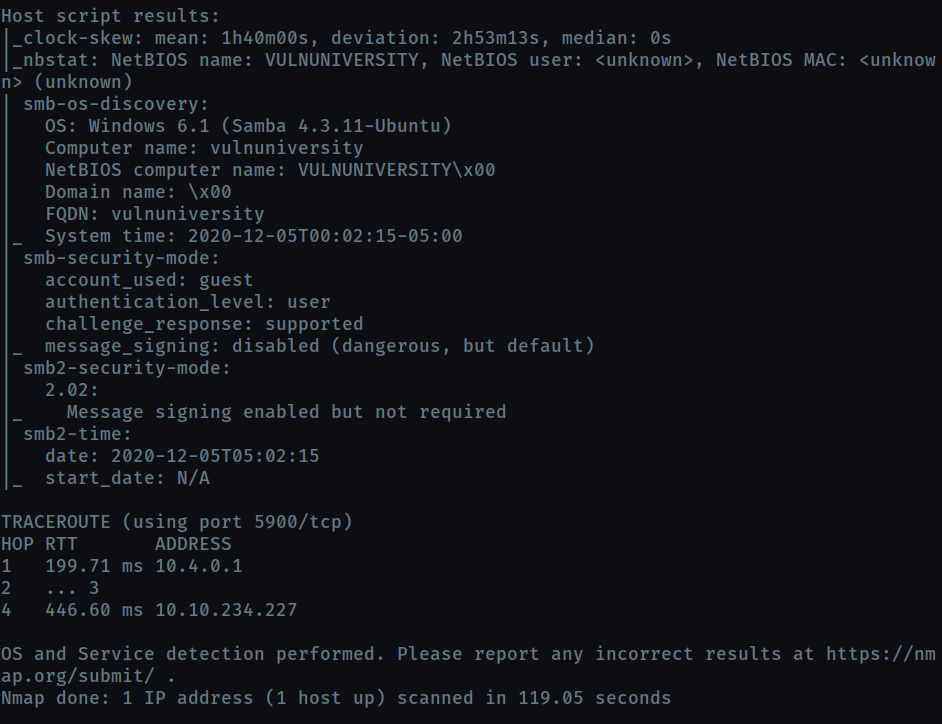 Host script results:
|_clock-skew: mean: 1h40m00s, deviation: 2h53m13s, median: 0s
|_nbstat: NetBIOS name: VULNUNIVERSITY, NetBIOS user: <unknown>, NetBIOS MAC: <unknow
n> (unknown)
| smb-os-discovery:
|   OS: Windows 6.1 (Samba 4.3.11-Ubuntu)
|   Computer name: vulnuniversity
|   NetBIOS computer name: VULNUNIVERSITY\x00
|   Domain name: \x00
|   FQDN: vulnuniversity
|_  System time: 2020-12-05T00:02:15-05:00
| smb-security-mode:
|   account_used: guest
|   authentication_level: user
|   challenge_response: supported
|_  message_signing: disabled (dangerous, but default)
| smb2-security-mode:
|   2.02:
|_    Message signing enabled but not required
| smb2-time:
|   date: 2020-12-05T05:02:15
|_  start_date: N/A

TRACEROUTE (using port 5900/tcp)
HOP RTT       ADDRESS
1   199.71 ms 10.4.0.1
2   ... 3
4   446.60 ms 10.10.234.227

OS and Service detection performed. Please report any incorrect results at https://nm
ap.org/submit/ .
Nmap done: 1 IP address (1 host up) scanned in 119.05 seconds